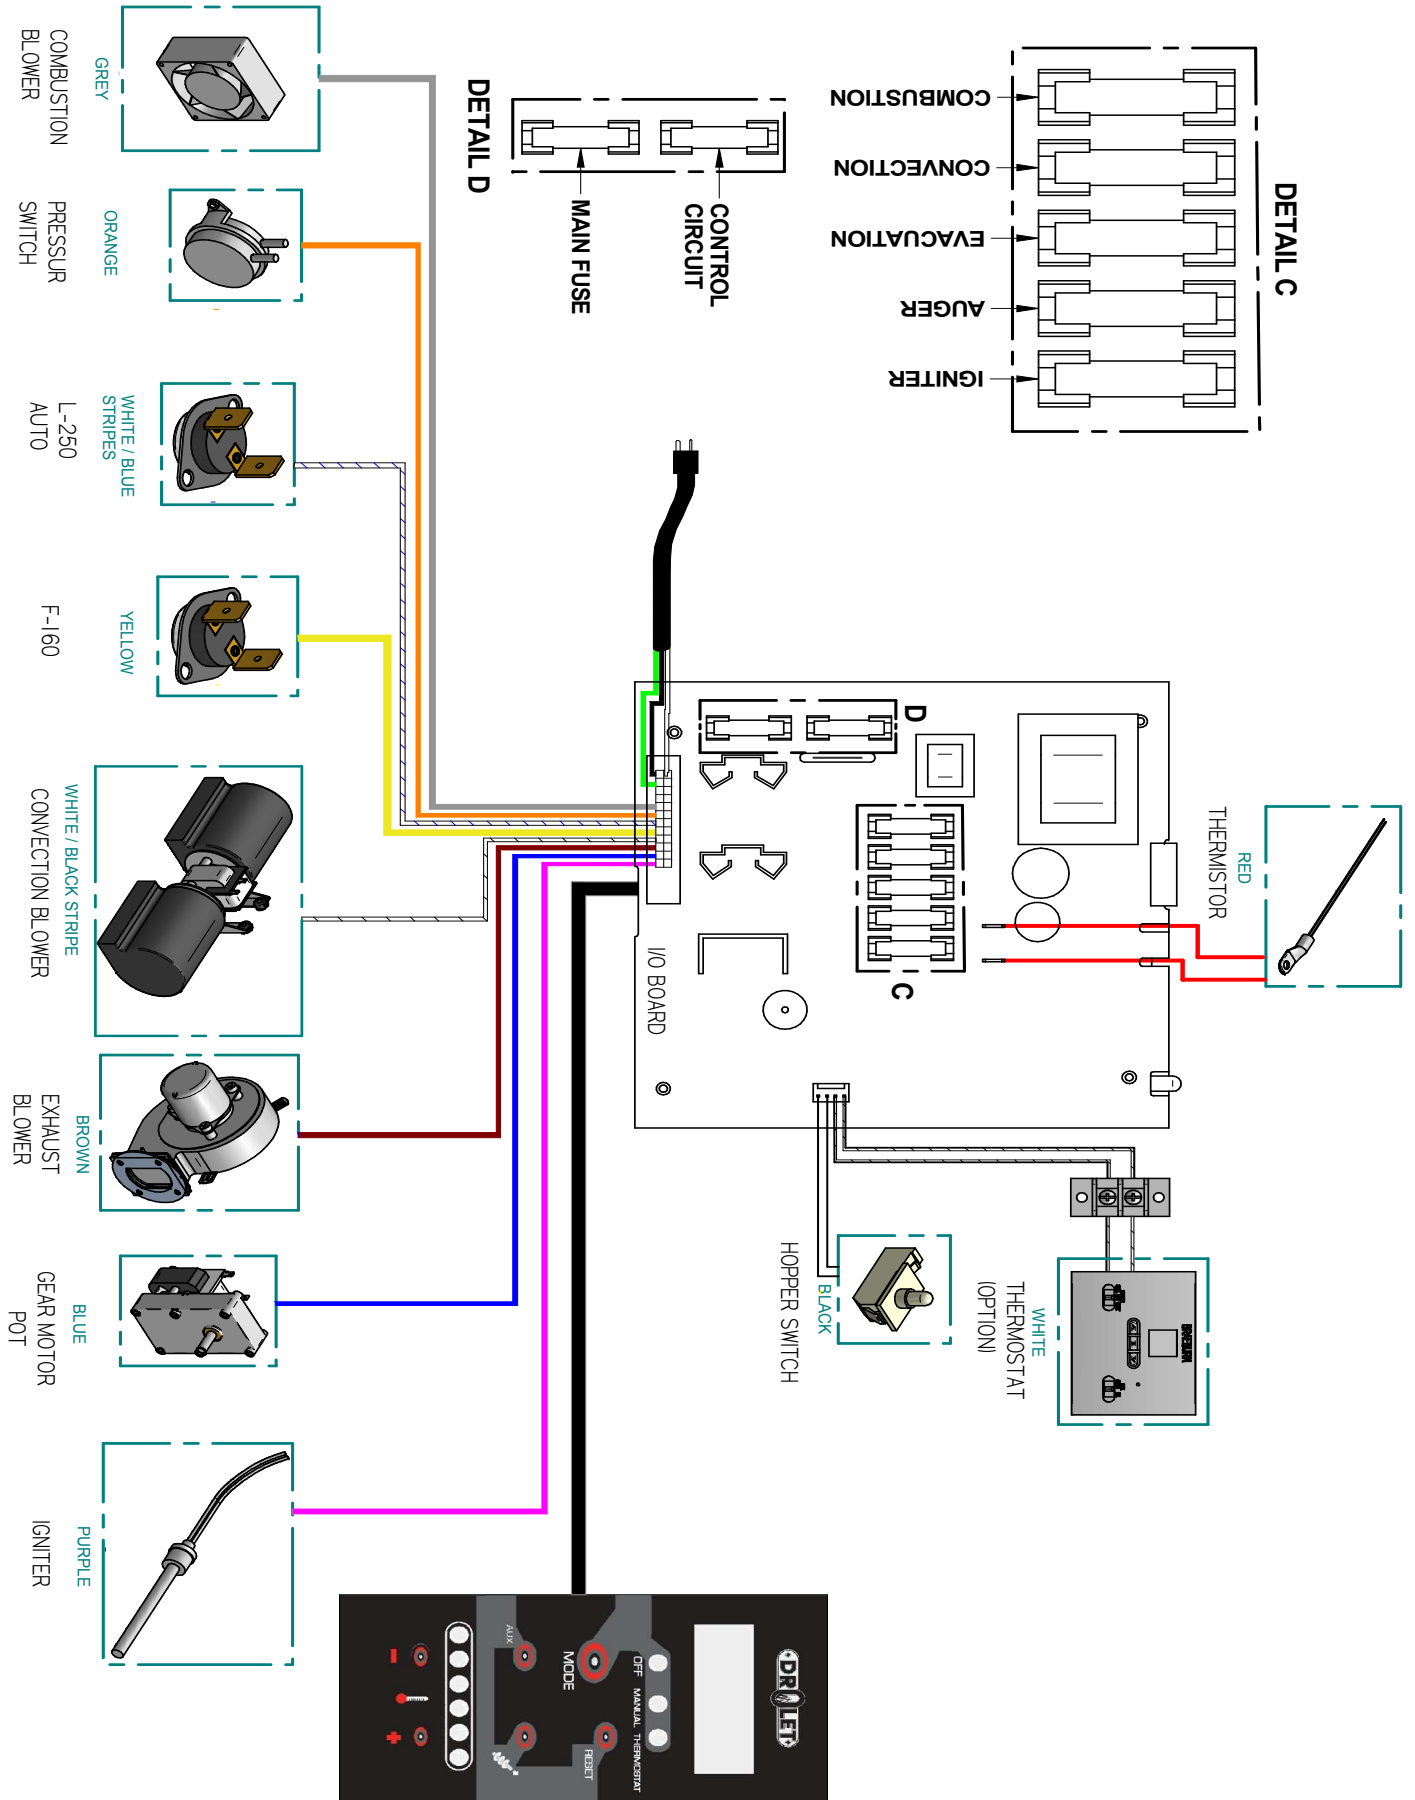 DETAIL C
COMBUSTION
CONVECTION
EVACUATION
AUGER
IGNITER
DETAIL D
CONTROL
CIRCUIT
MAIN FUSE
COMBUSTION
BLOWER
GREY
PRESSUR
SWITCH
ORANGE
L-250
AUTO
WHITE / BLUE
STRIPES
F-160
YELLOW
CONVECTION BLOWER
WHITE / BLACK STRIPE
EXHAUST
BLOWER
BROWN
GEAR MOTOR
POT
BLUE
IGNITER
PURPLE
D
C
I/O BOARD
THERMISTOR
RED
HOPPER SWITCH
BLACK
WHITE
THERMOSTAT
(OPTION)
BRAEBURN
DROLET
OFF
MANUAL
THERMOSTAT
MODE
RESET
AUX
- +